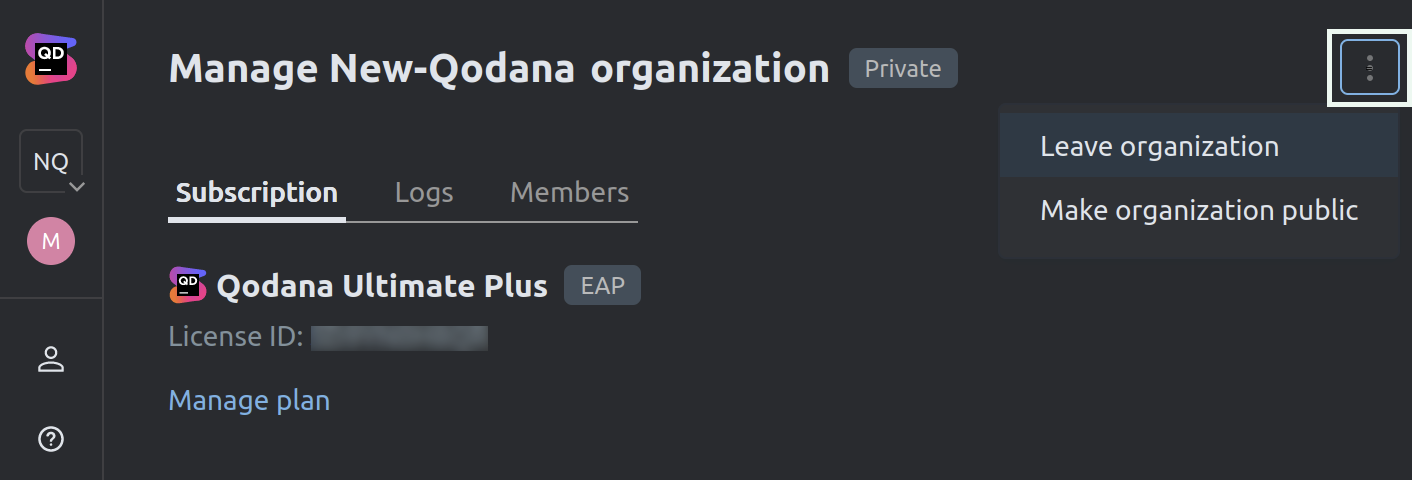 QD
Manage New-Qodana organization Private
NQ
Leave organization
Subscription Logs Members
Make organization public
M
QD Qodana Ultimate Plus EAP
License ID:
Manage plan
?